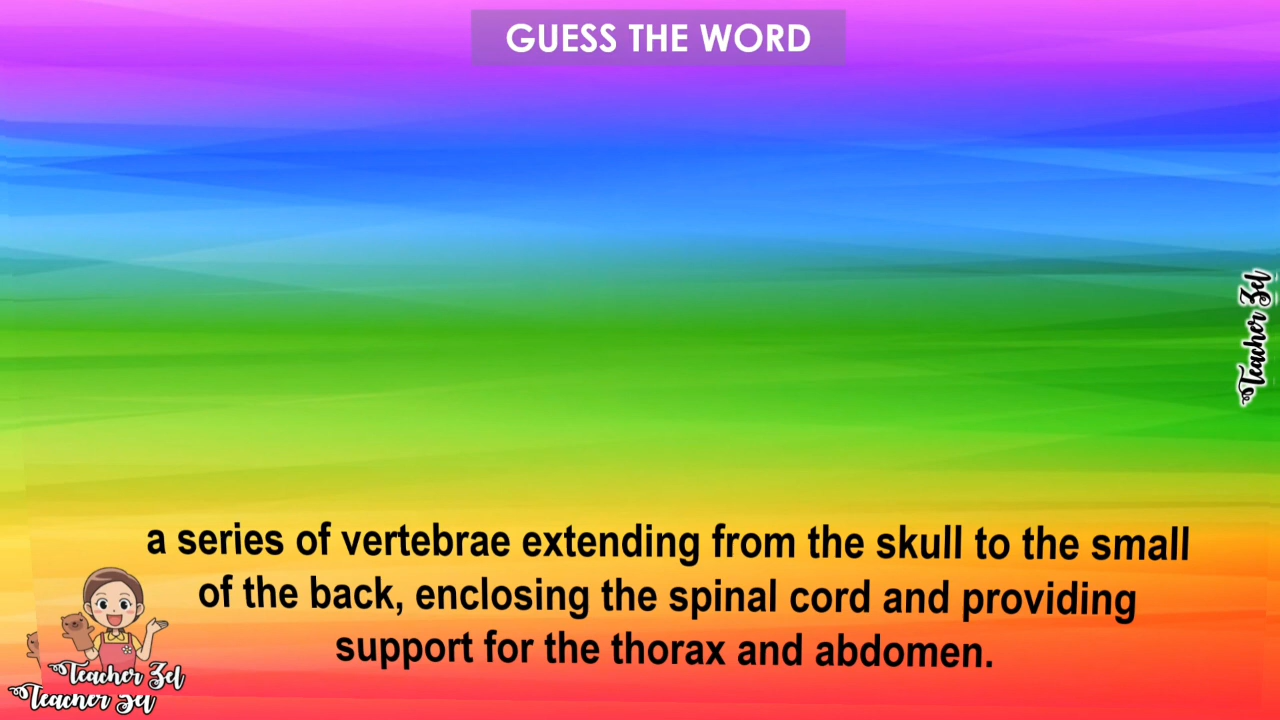 GUESS THE WORD
Teacher Zel
a series of vertebrae extending from the skull to the small
of the back, enclosing the spinal cord and providing
support for the thorax and abdomen.
Teacher Zel
Teacher Zel